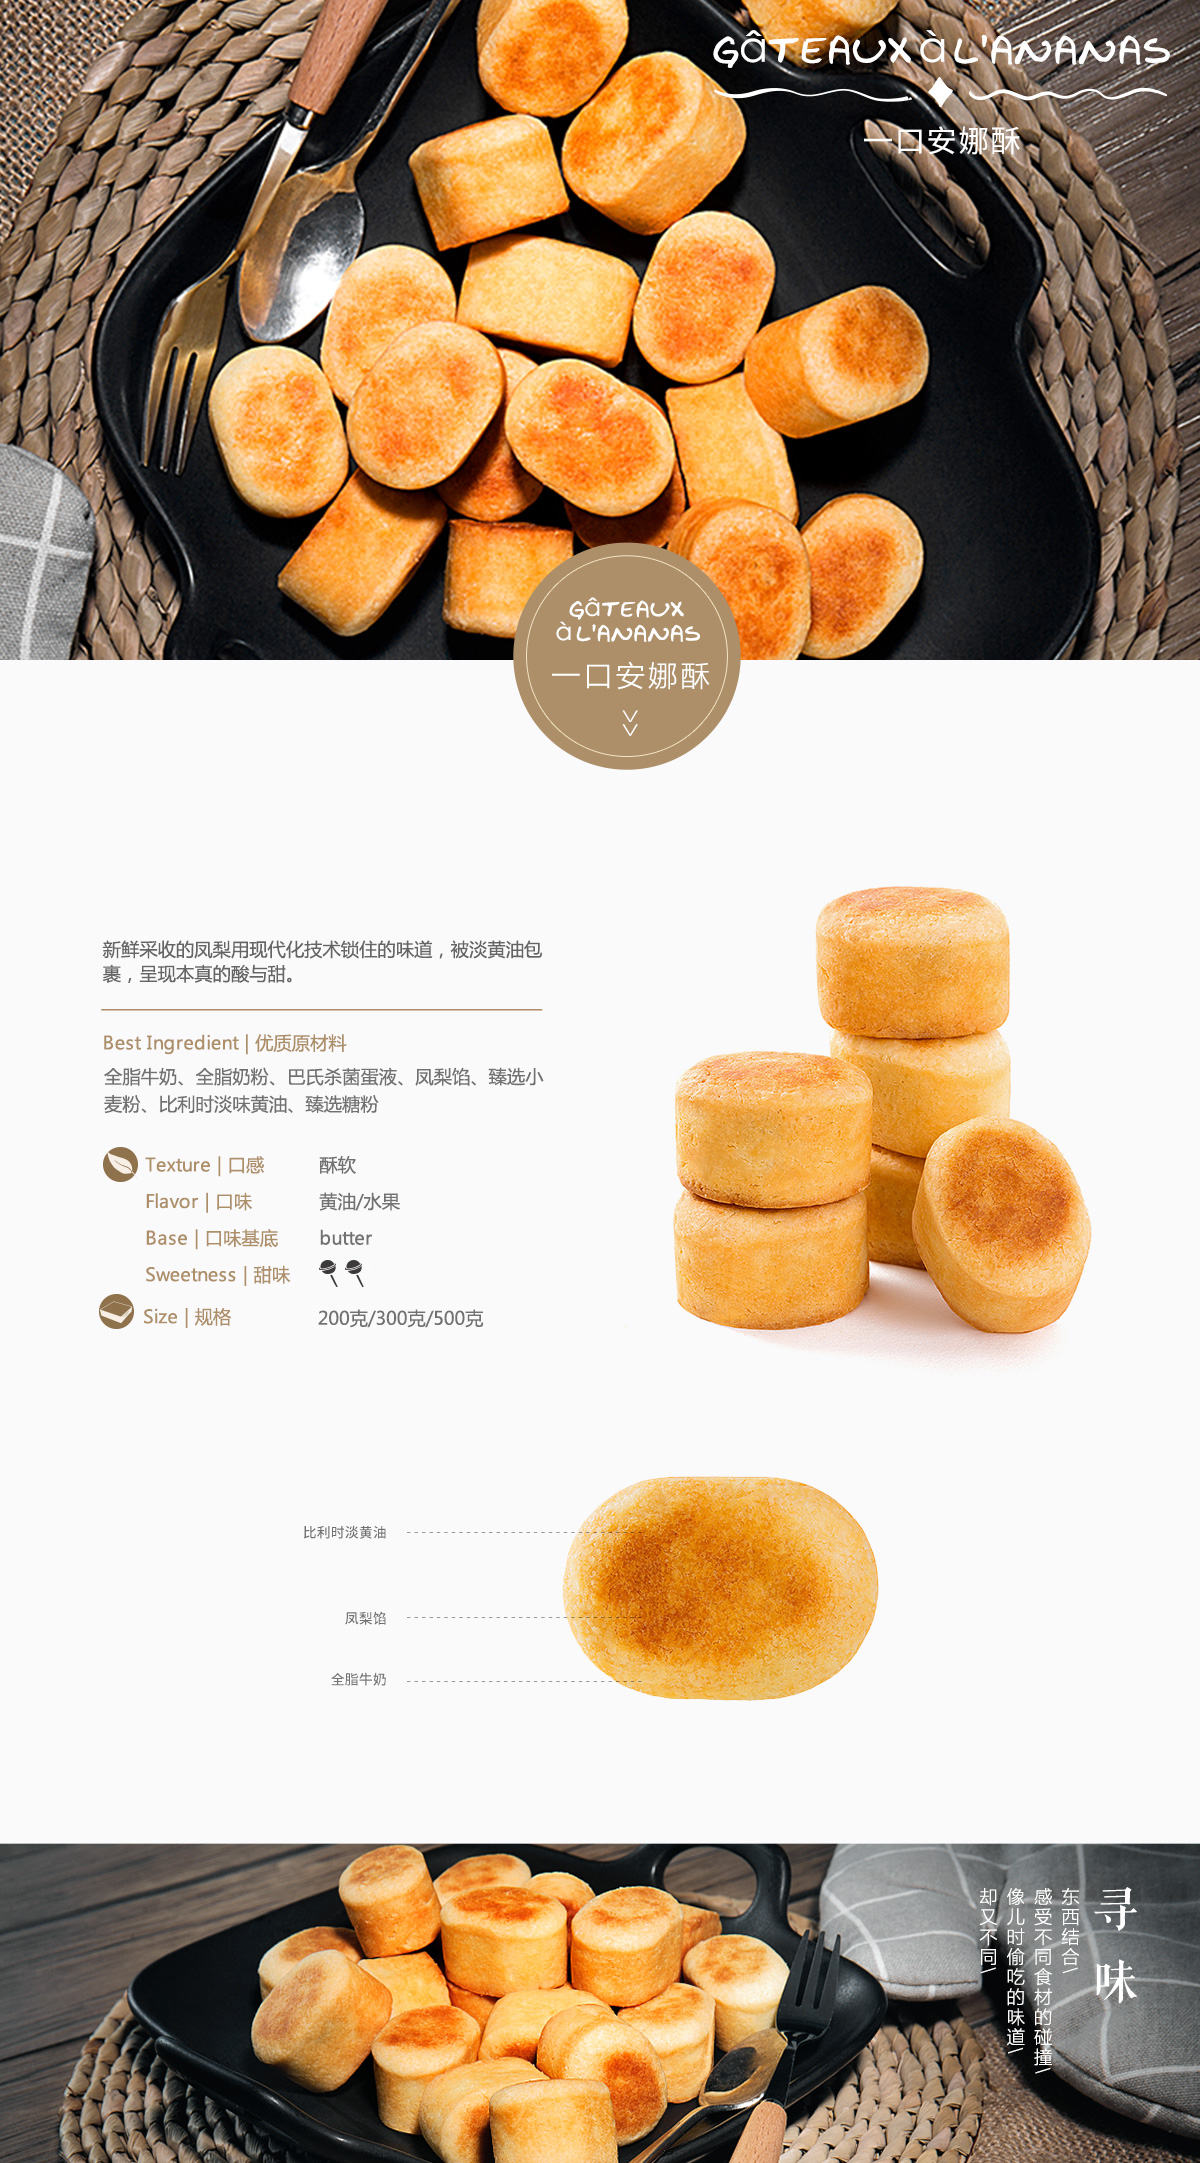 GâTEAUX à L'ANANAS
一口安娜酥
GâTEAUX
à L'ANANAS
一口安娜酥
新鲜采收的凤梨用现代化技术锁住的味道，被淡黄油包
裹，呈现本真的酸与甜。
Best Ingredient | 优质原材料
全脂牛奶、全脂奶粉、巴氏杀菌蛋液、凤梨馅、臻选小
麦粉、比利时淡味黄油、臻选糖粉
Texture | 口感 酥软
Flavor | 口味 黄油/水果
Base | 口味基底 butter
Sweetness | 甜味
Size | 规格 200克/300克/500克
比利时淡黄油
凤梨馅
全脂牛奶
寻味
东西结合/
感受不同食材的碰撞/
像儿时偷吃的味道/
却又不同/